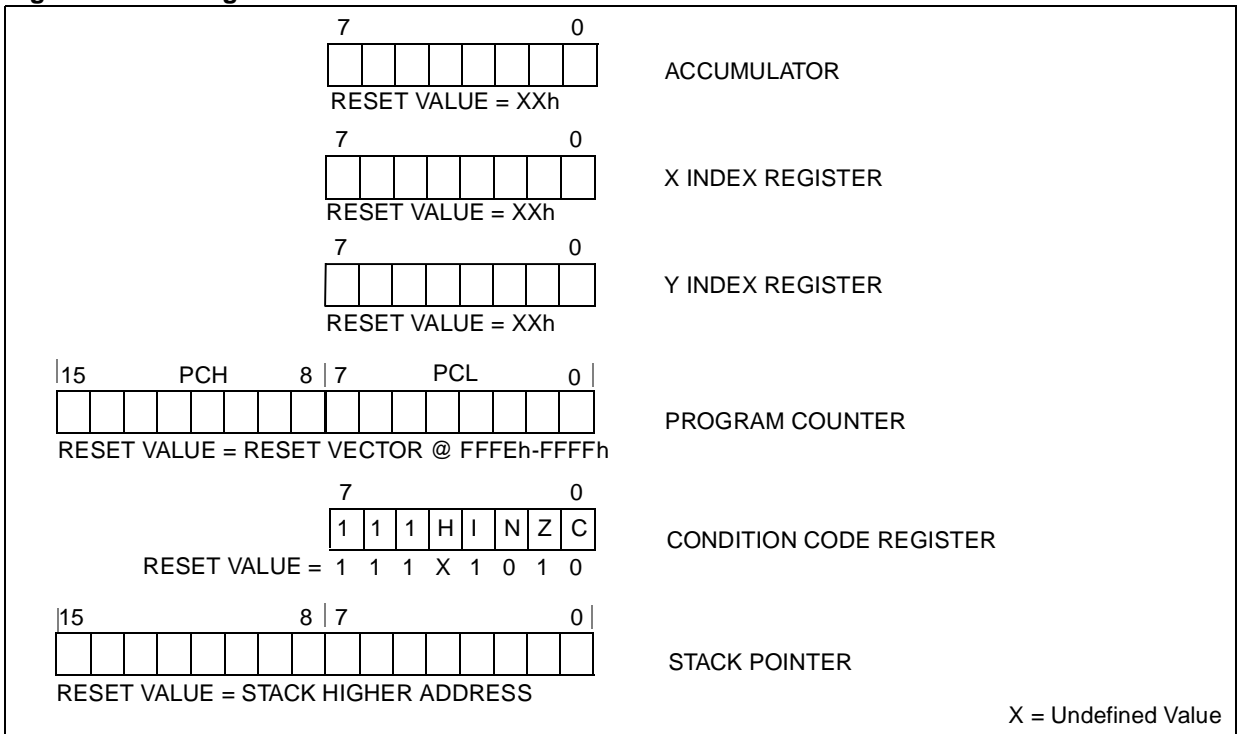 7 0
ACCUMULATOR
RESET VALUE = XXh
7 0
X INDEX REGISTER
RESET VALUE = XXh
7 0
Y INDEX REGISTER
RESET VALUE = XXh
15 PCH 8 7 PCL 0
PROGRAM COUNTER
RESET VALUE = RESET VECTOR @ FFFEh-FFFFh
7 0
1 1 1 H I N Z C
CONDITION CODE REGISTER
RESET VALUE = 1 1 1 X 1 0 1 0
15 8 7 0
STACK POINTER
RESET VALUE = STACK HIGHER ADDRESS
X = Undefined Value